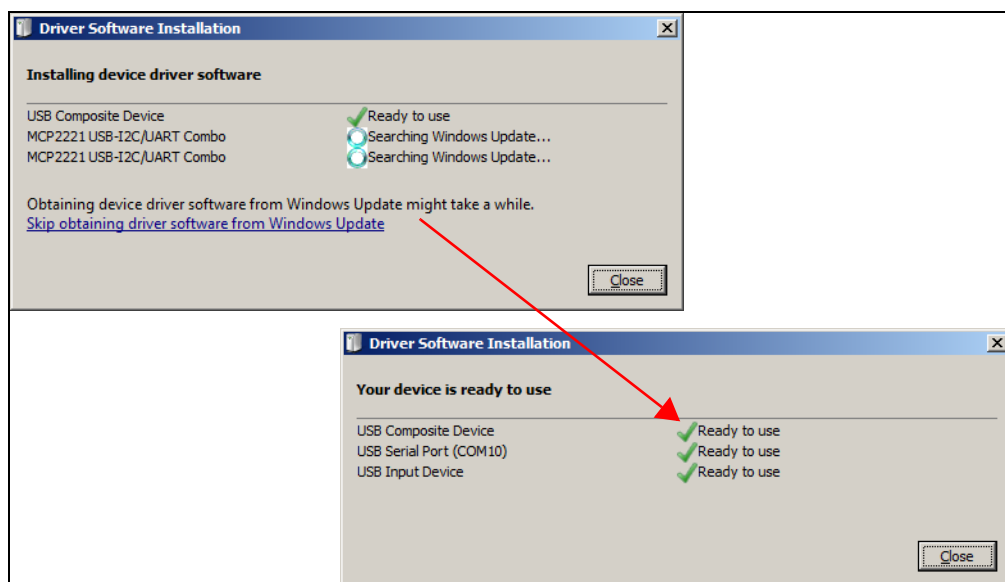 Driver Software Installation
Installing device driver software
USB Composite Device Ready to use
MCP2221 USB-I2C/UART Combo Searching Windows Update...
MCP2221 USB-I2C/UART Combo Searching Windows Update...
Obtaining device driver software from Windows Update might take a while.
Skip obtaining driver software from Windows Update
Close
Driver Software Installation
Your device is ready to use
USB Composite Device Ready to use
USB Serial Port (COM10) Ready to use
USB Input Device Ready to use
Close